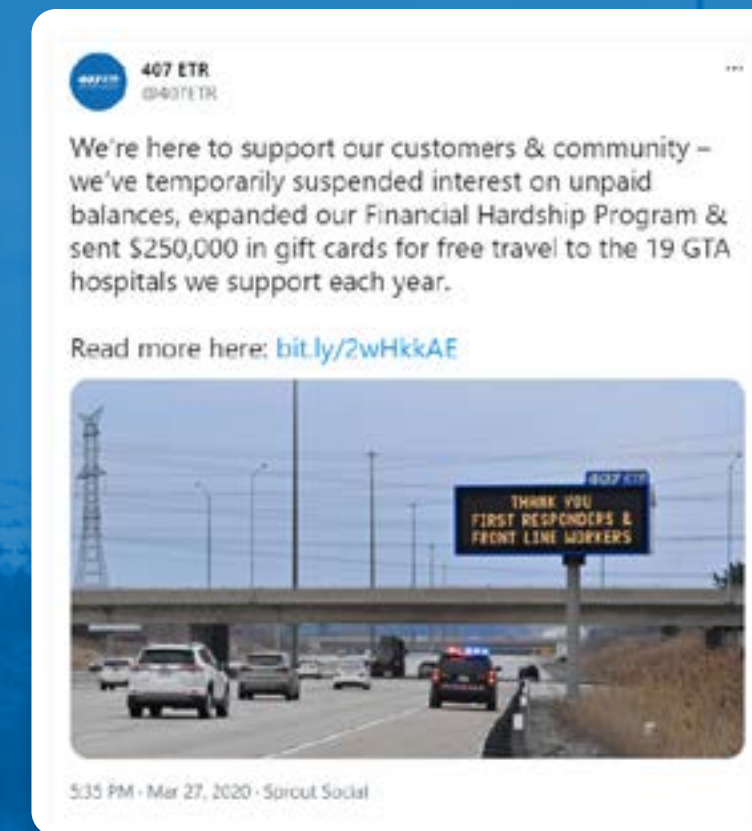 407 ETR
@407ETR
...
We're here to support our customers & community –
we've temporarily suspended interest on unpaid
balances, expanded our Financial Hardship Program &
sent $250,000 in gift cards for free travel to the 19 GTA
hospitals we support each year.
Read more here: bit.ly/2wHkkAE
407 ETR
THANK YOU
FIRST RESPONDERS &
FRONT LINE WORKERS
5:35 PM · Mar 27, 2020 · Sprout Social